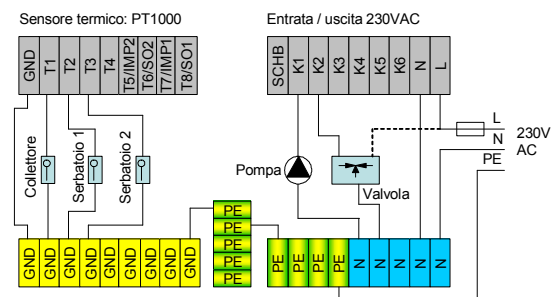 Sensore termico: PT1000
Entrata / uscita 230VAC
GND T1 T2 T3 T4 T5/IMP2 T6/SO2 T7/IMP1 T8/SO1
SCHB K1 K2 K3 K4 K5 K6 N L
L
N
PE
230V
AC
Collettore
Serbatoio 1
Serbatoio 2
Pompa
Valvola
GND GND GND GND GND GND GND GND
PE
PE
PE
PE
PE
PE PE PE PE N N N N N